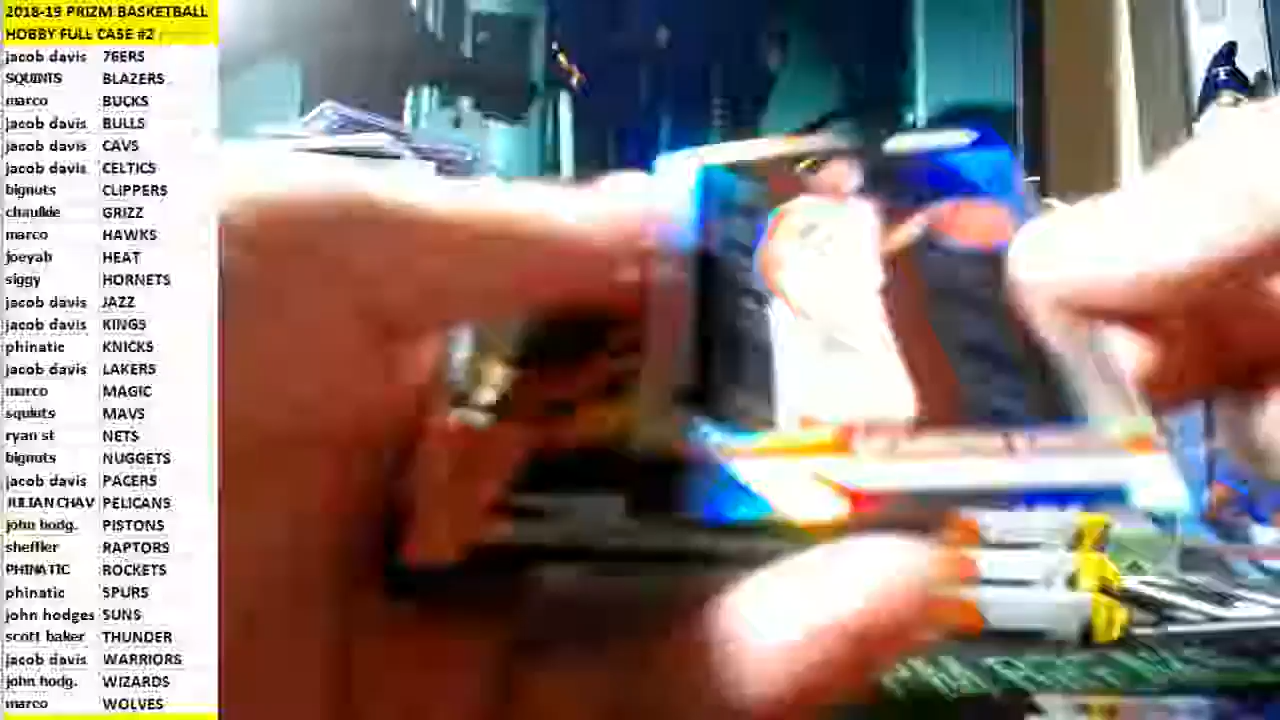 2018-19 PRIZM BASKETBALL
HOBBY FULL CASE #2
jacob davis 76ERS
SQUINTS BLAZERS
marco BUCKS
jacob davis BULLS
jacob davis CAVS
jacob davis CELTICS
bignuts CLIPPERS
chaulkie GRIZZ
marco HAWKS
joeyab HEAT
siggy HORNETS
jacob davis JAZZ
jacob davis KINGS
phinatic KNICKS
jacob davis LAKERS
marco MAGIC
squints MAVS
ryan st NETS
bignuts NUGGETS
jacob davis PACERS
JULIAN CHAV PELICANS
john hodg. PISTONS
sheffler RAPTORS
PHINATIC ROCKETS
phinatic SPURS
john hodges SUNS
scott baker THUNDER
jacob davis WARRIORS
john hodg. WIZARDS
marco WOLVES